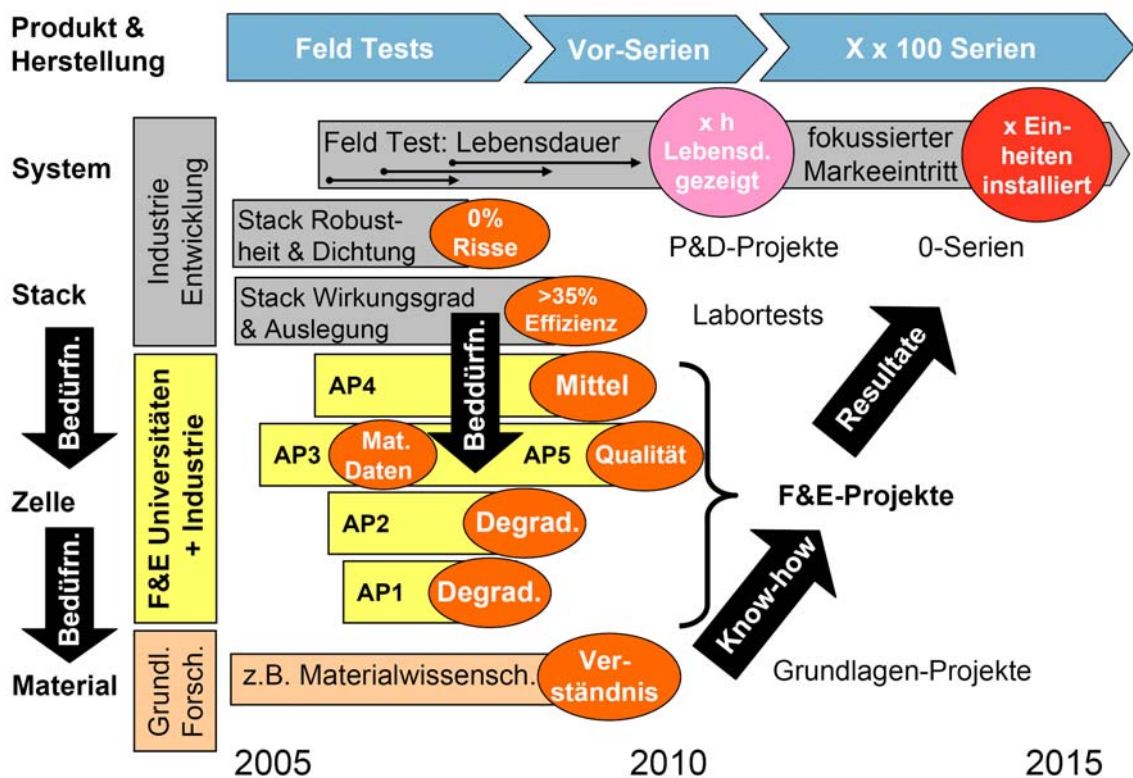 Produkt &
Herstellung
Feld Tests
Vor-Serien
X x 100 Serien
System
Industrie
Entwicklung
Feld Test: Lebensdauer
x h
Lebensd.
gezeigt
fokussierter
Markeeintritt
x Ein-
heiten
installiert
Stack Robust-
heit & Dichtung
0%
Risse
P&D-Projekte
0-Serien
Stack
Stack Wirkungsgrad
& Auslegung
>35%
Effizienz
Labortests
Bedürfn.
Beddürfn.
Resultate
F&E Universitäten
+ Industrie
AP4
Mittel
AP3
Mat.
Daten
AP5
Qualität
Zelle
F&E-Projekte
AP2
Degrad.
Bedüfrn.
AP1
Degrad.
Know-how
Material
Grundl.
Forsch.
z.B. Materialwissensch.
Ver-
ständnis
Grundlagen-Projekte
2005
2010
2015